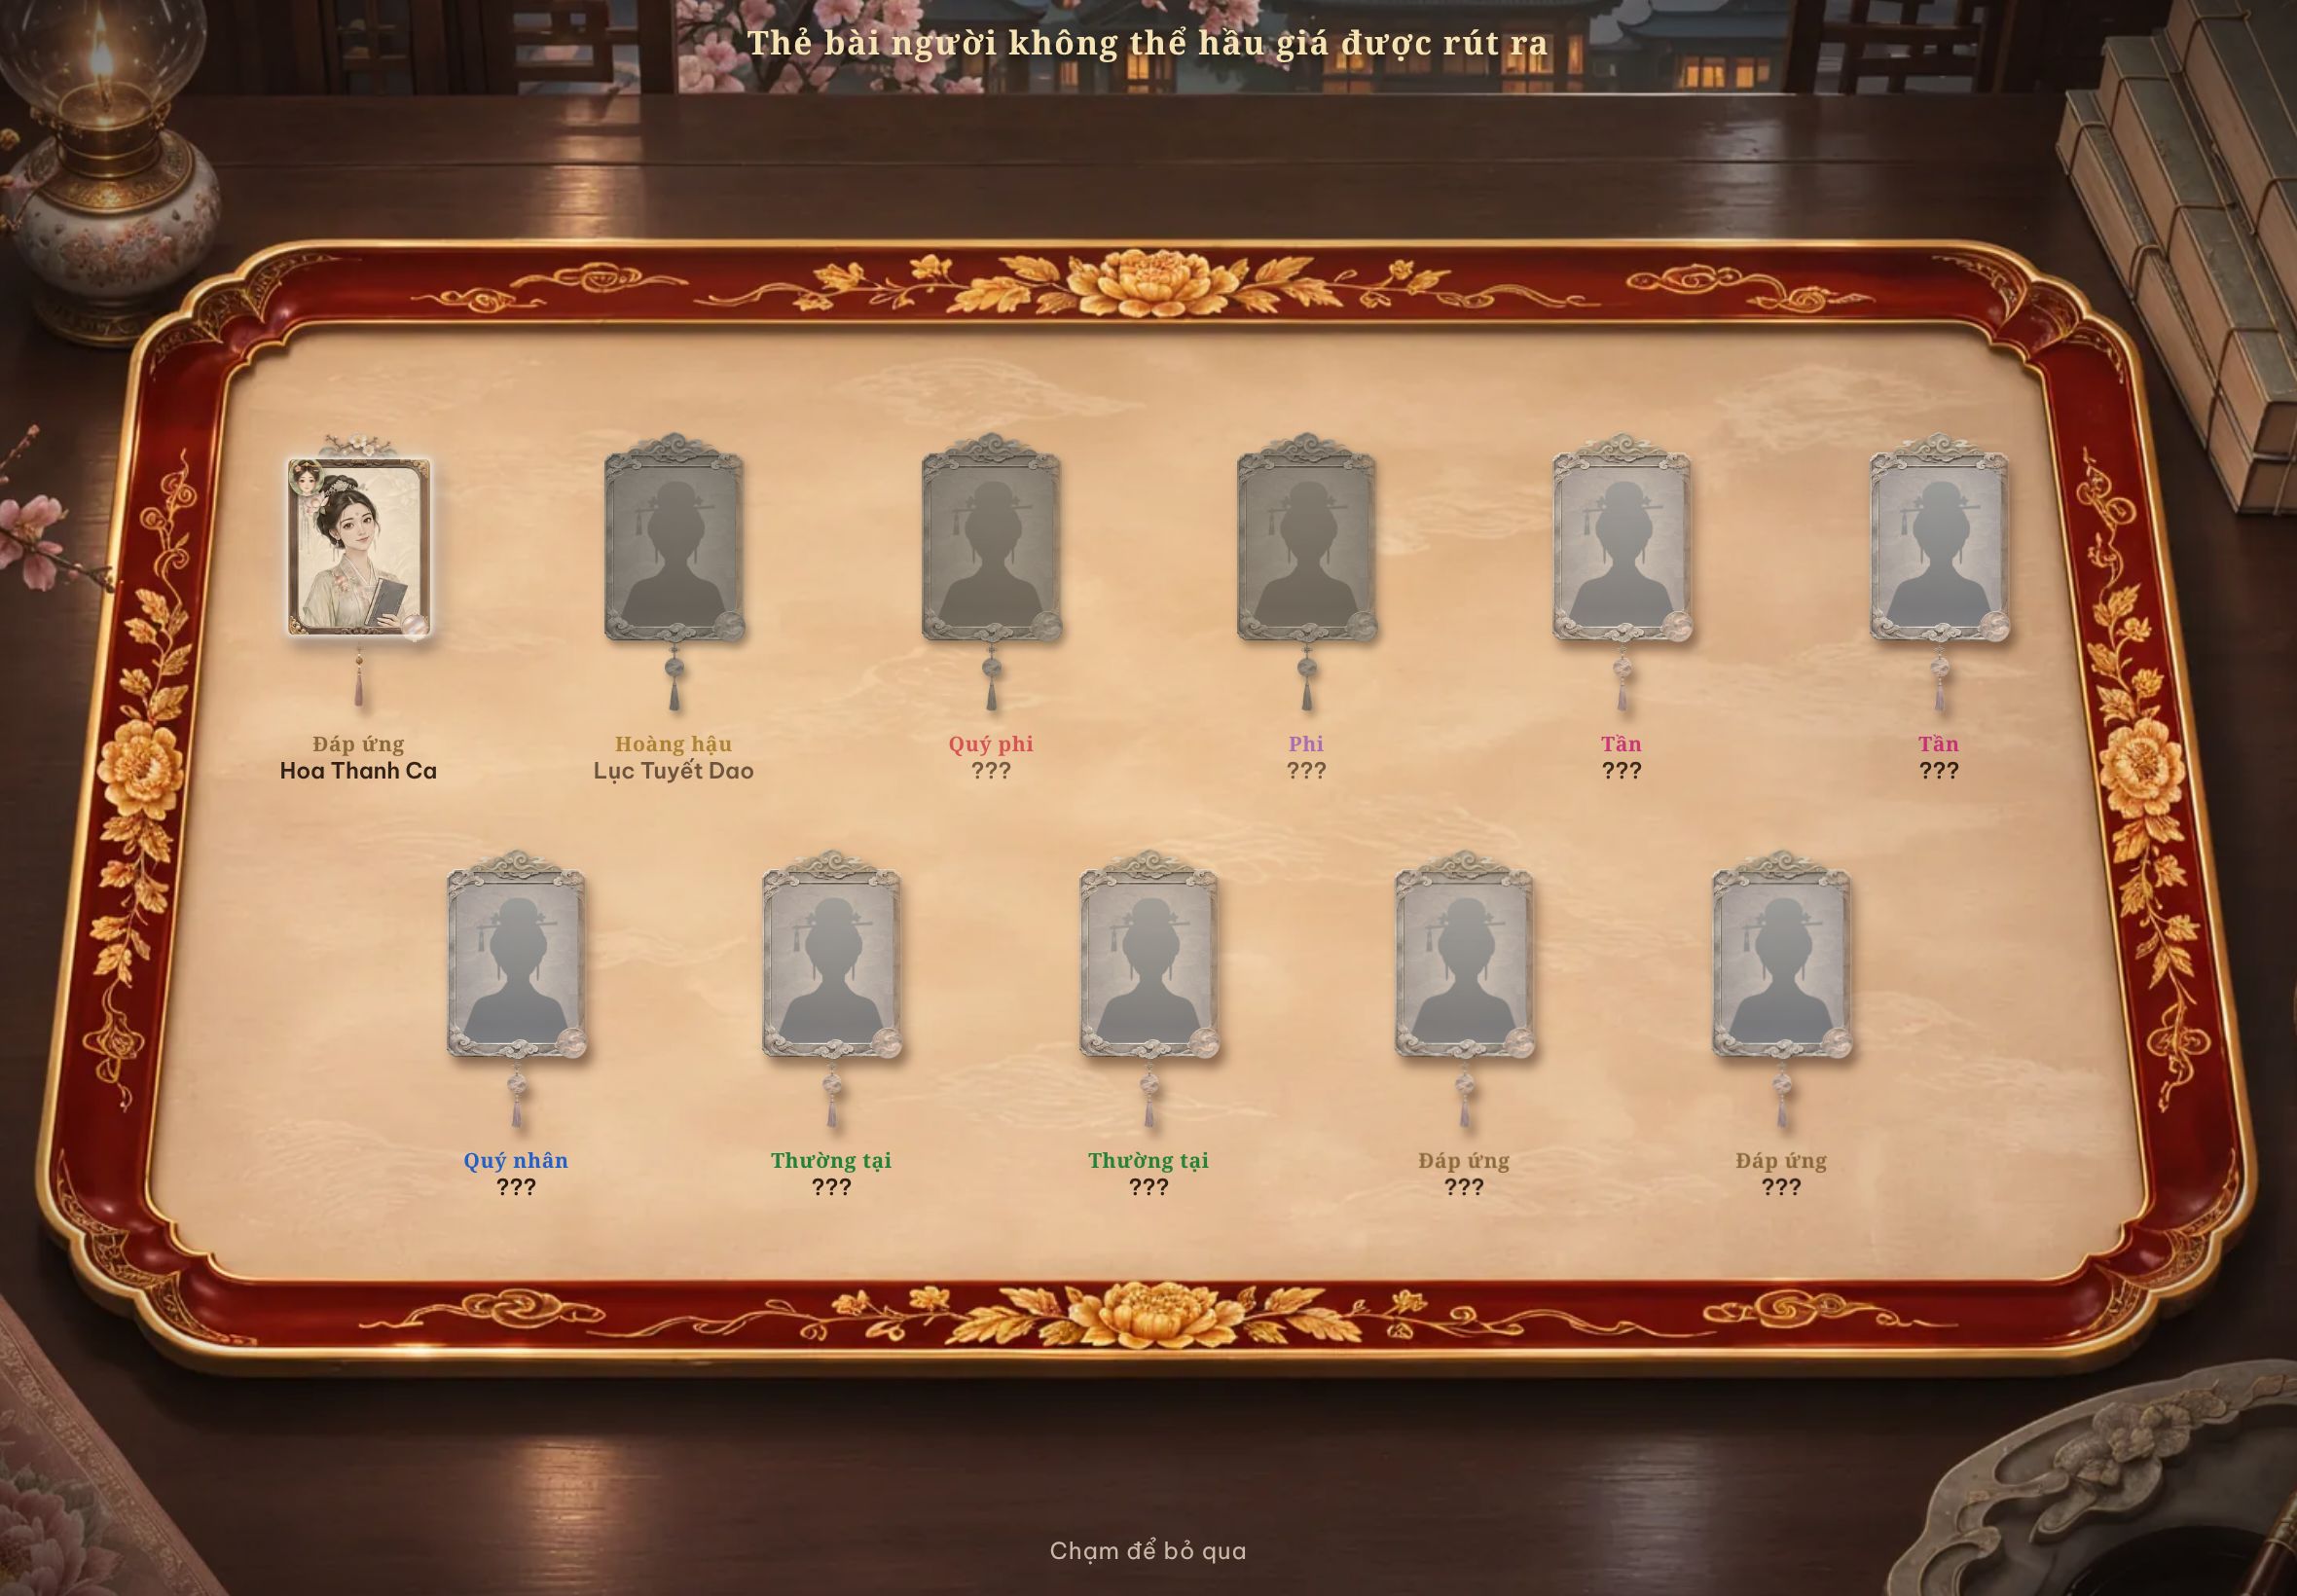 Thẻ bài người không thể hầu giá được rút ra
Đáp ứng
Hoa Thanh Ca
Hoàng hậu
Lục Tuyết Dao
Quý phi
???
Phi
???
Tần
???
Tần
???
Quý nhân
???
Thường tại
???
Thường tại
???
Đáp ứng
???
Đáp ứng
???
Chạm để bỏ qua